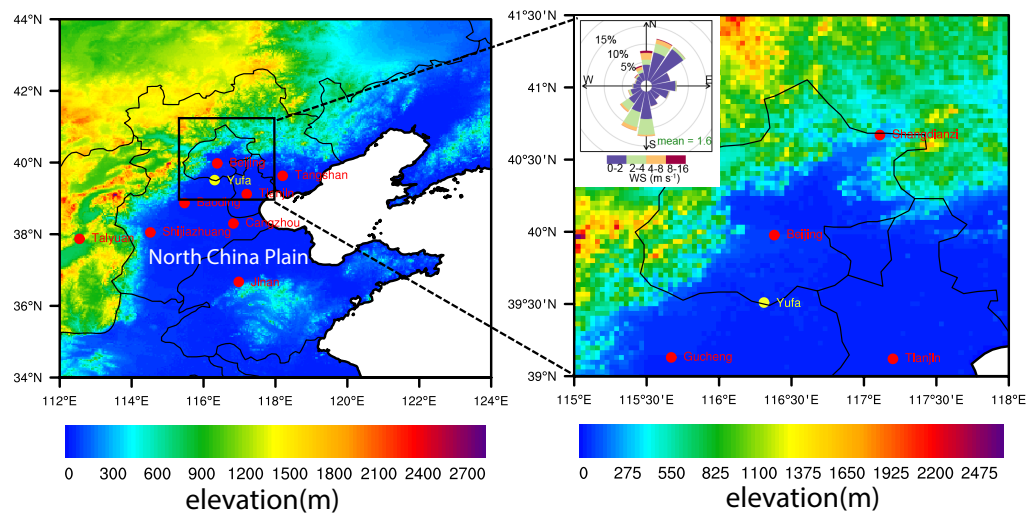 44°N
42°N
40°N
38°N
36°N
34°N
112°E
114°E
116°E
118°E
120°E
122°E
124°E
Beijing
Yufa
Tangshan
Tianjin
Baoding
Cangzhou
Shijiazhuang
Taiyuan
North China Plain
Jinan
0
300
600
900
1400
1800
2100
2400
2700
elevation(m)
41°30'N
41°N
40°30'N
40°N
39°30'N
39°N
115°E
115°30'E
116°E
116°30'E
117°E
117°30'E
118°E
N
15%
10%
5%
W
E
S
mean = 1.6
0-2
2-4
4-8
8-16
WS (m s⁻¹)
Shangdianzi
Beijing
Yufa
Gucheng
Tianjin
0
275
550
825
1375
1650
1925
2200
2475
elevation(m)